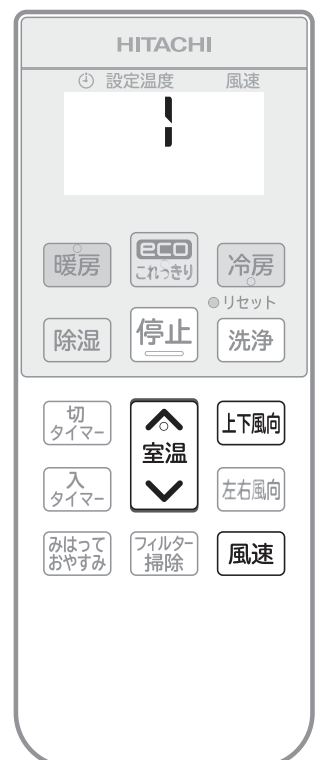 HITACHI
設定温度 風速
1
暖房 eco これっきり 冷房
リセット
除湿 停止 洗浄
切タイマー 室温 上下風向
入タイマー 左右風向
みはっておやすみ フィルター掃除 風速